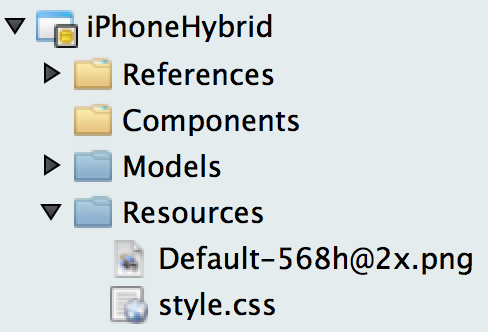 iPhoneHybrid
References
Components
Models
Resources
Default-568h@2x.png
style.css